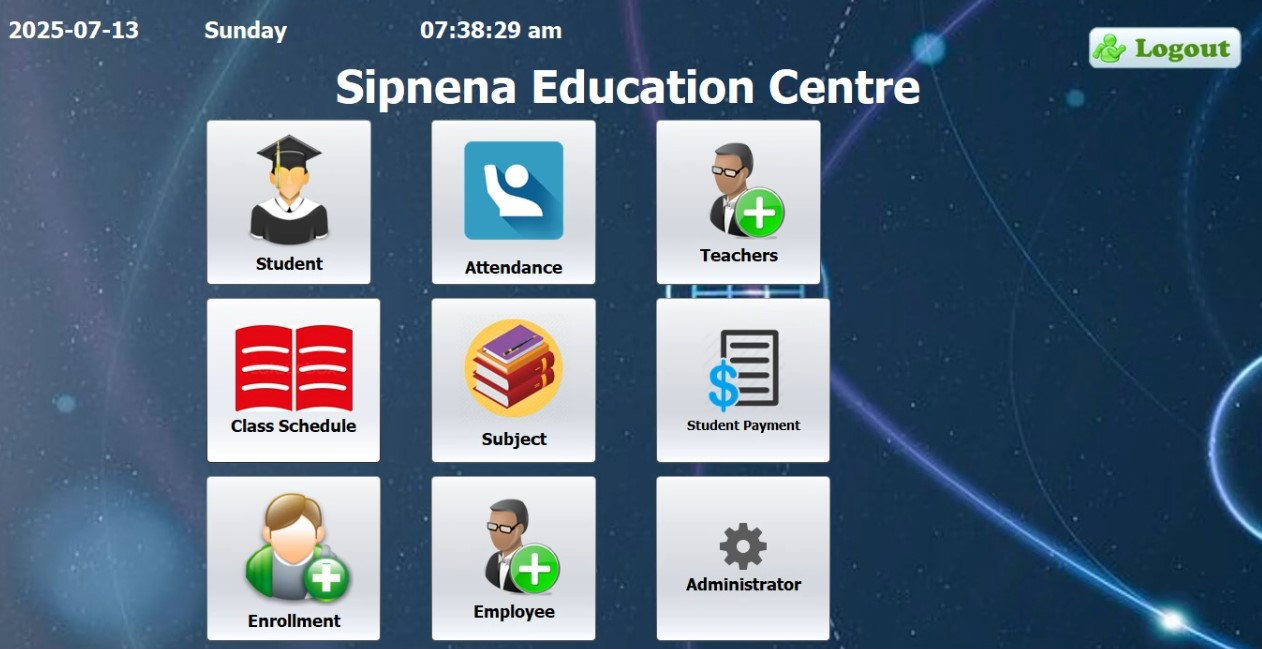 2025-07-13 Sunday 07:38:29 am
Logout
Sipnena Education Centre
Student
Attendance
Teachers
Class Schedule
Subject
Student Payment
Enrollment
Employee
Administrator